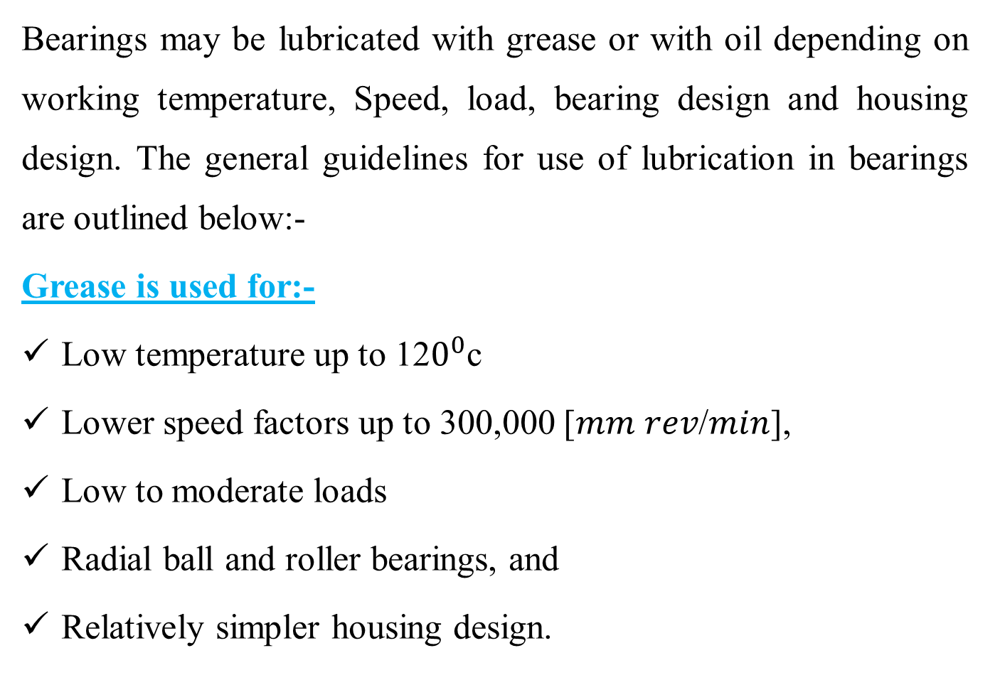 Bearings may be lubricated with grease or with oil depending on
working temperature, Speed, load, bearing design and housing
design. The general guidelines for use of lubrication in bearings
are outlined below:-
Grease is used for:-
✓ Low temperature up to 120⁰c
✓ Lower speed factors up to 300,000 [mm rev/min],
✓ Low to moderate loads
✓ Radial ball and roller bearings, and
✓ Relatively simpler housing design.